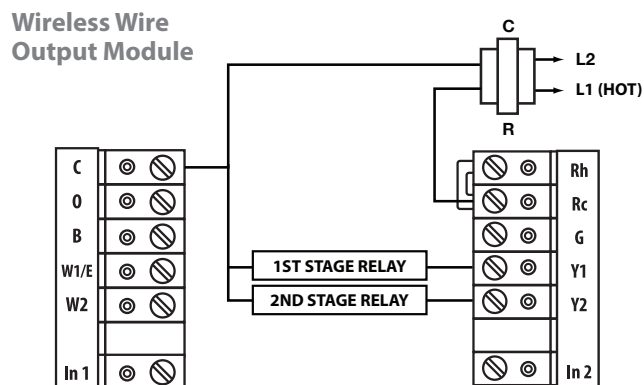 Wireless Wire
Output Module
C
L2
L1 (HOT)
R
C
O
B
W1/E
W2
In 1
1ST STAGE RELAY
2ND STAGE RELAY
Rh
Rc
G
Y1
Y2
In 2